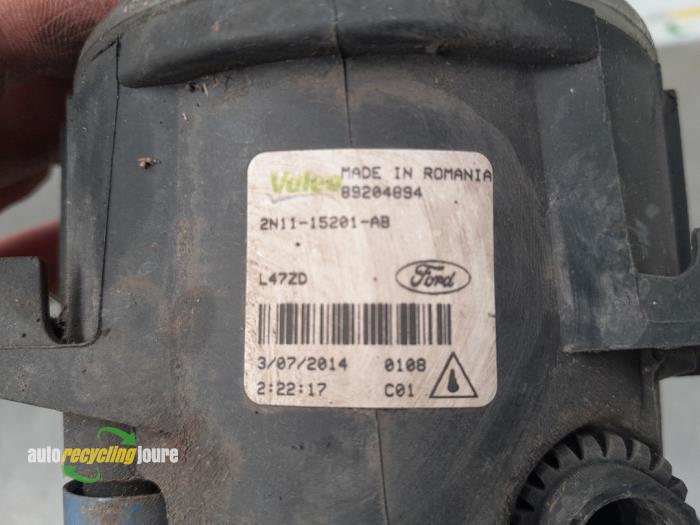 Valeo MADE IN ROMANIA
89204894
2N11-15201-AB
L47ZD Ford
3/07/2014 0108
2:22:17 C01
autorecyclingjoure